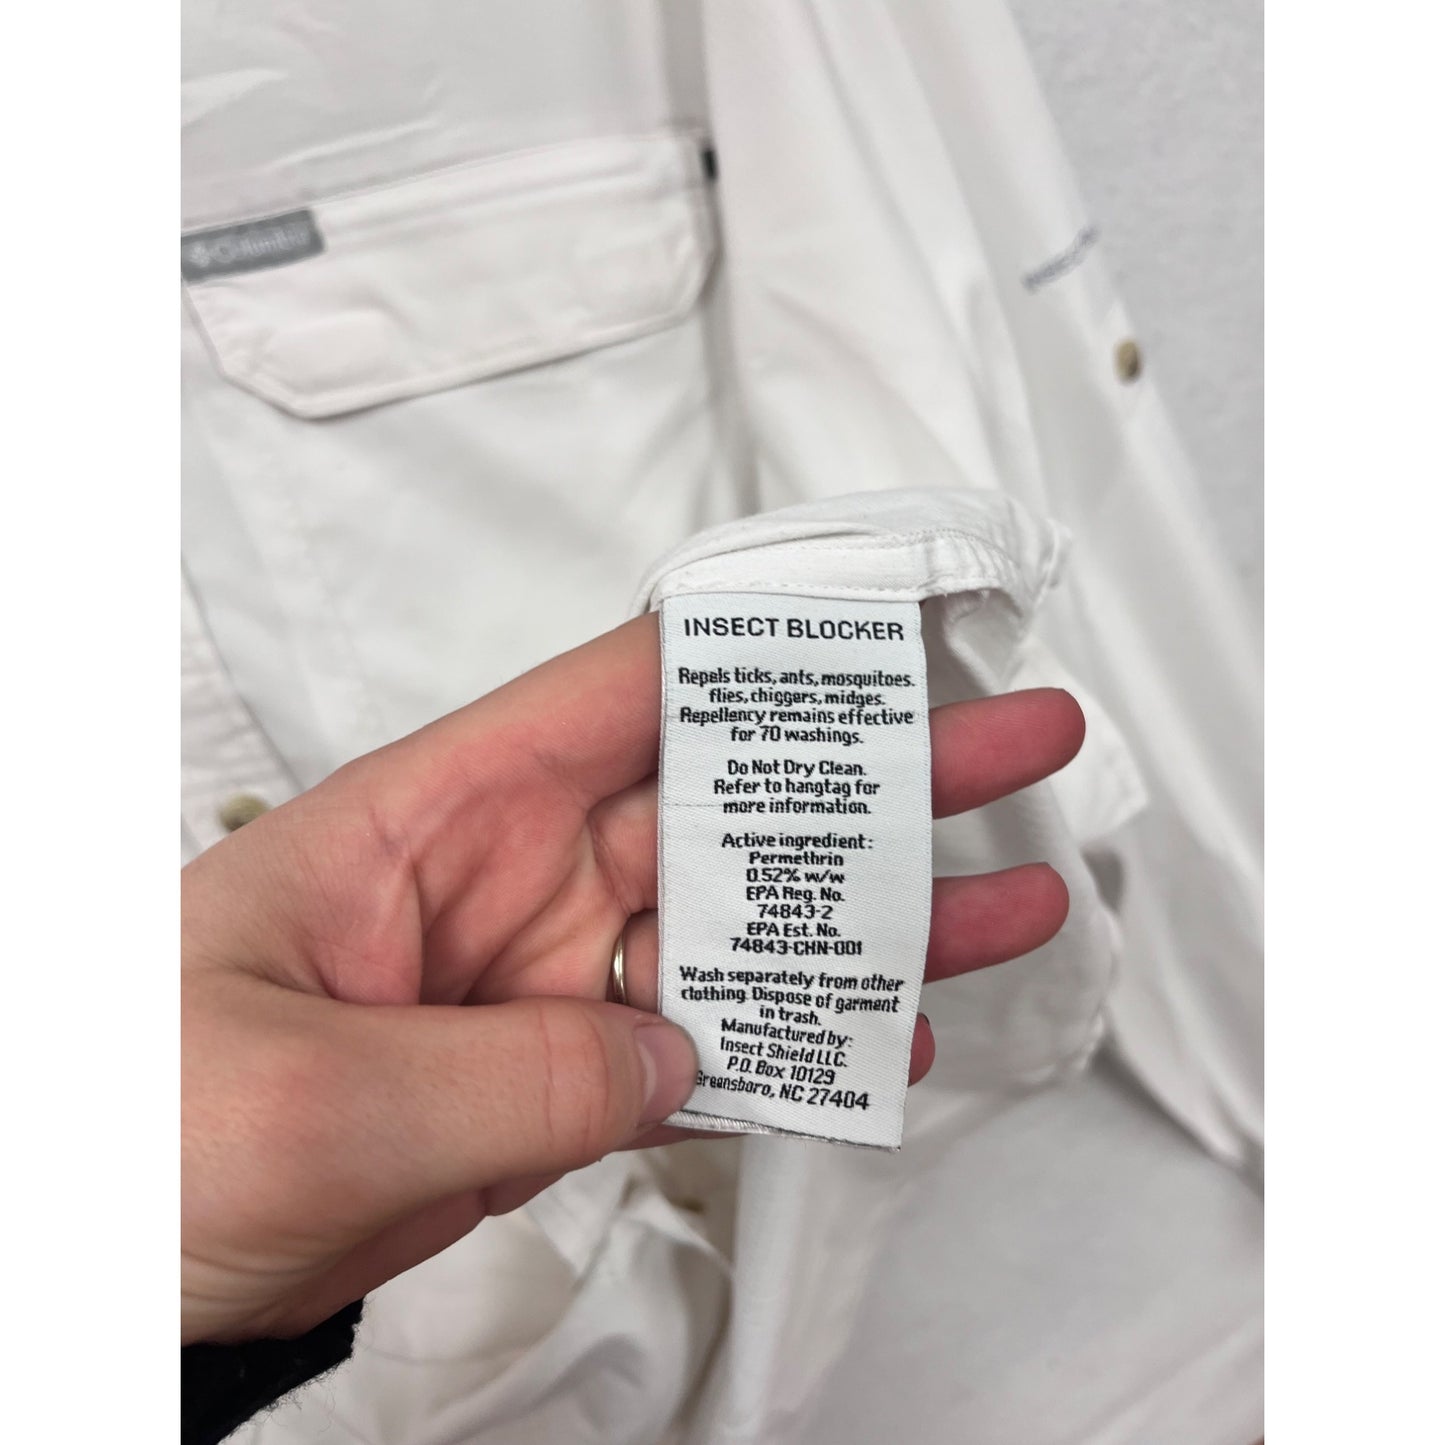 Columbia
INSECT BLOCKER
Repels ticks, ants, mosquitoes.
flies, chiggers, midges.
Repellency remains effective
for 70 washings.
Do Not Dry Clean.
Refer to hangtag for
more information.
Active ingredient:
Permethrin
0.52% w/w
EPA Reg. No.
74843-2
EPA Est. No.
74843-CHN-001
Wash separately from other
clothing. Dispose of garment
in trash.
Manufactured by:
Insect Shield LLC.
P.O. Box 10129
Greensboro, NC 27404